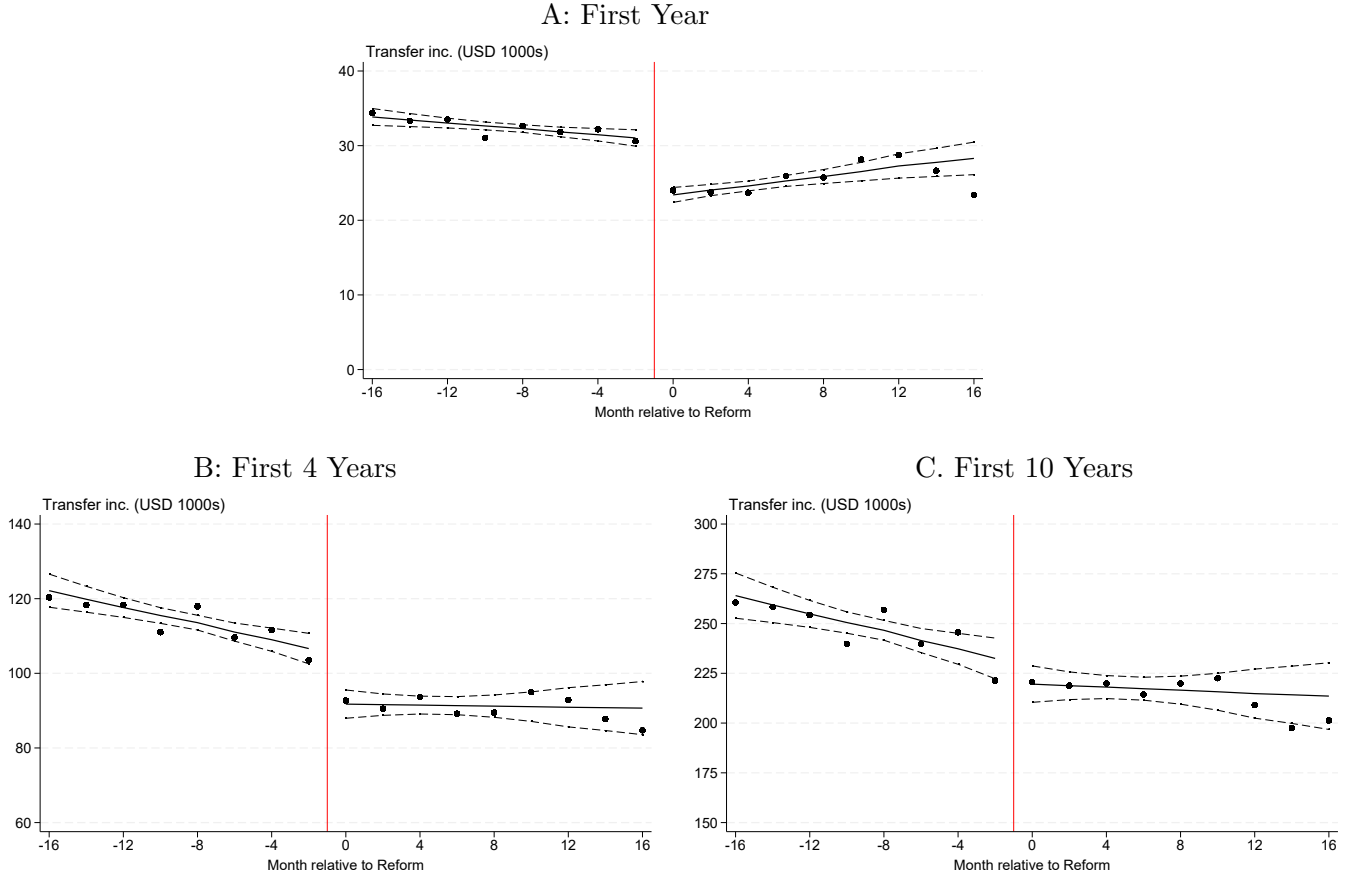 A: First Year
Transfer inc. (USD 1000s)
40
30
20
10
0
-16 -12 -8 -4 0 4 8 12 16
Month relative to Reform
B: First 4 Years
Transfer inc. (USD 1000s)
140
120
100
80
60
-16 -12 -8 -4 0 4 8 12 16
Month relative to Reform
C. First 10 Years
Transfer inc. (USD 1000s)
300
275
250
225
200
175
150
-16 -12 -8 -4 0 4 8 12 16
Month relative to Reform